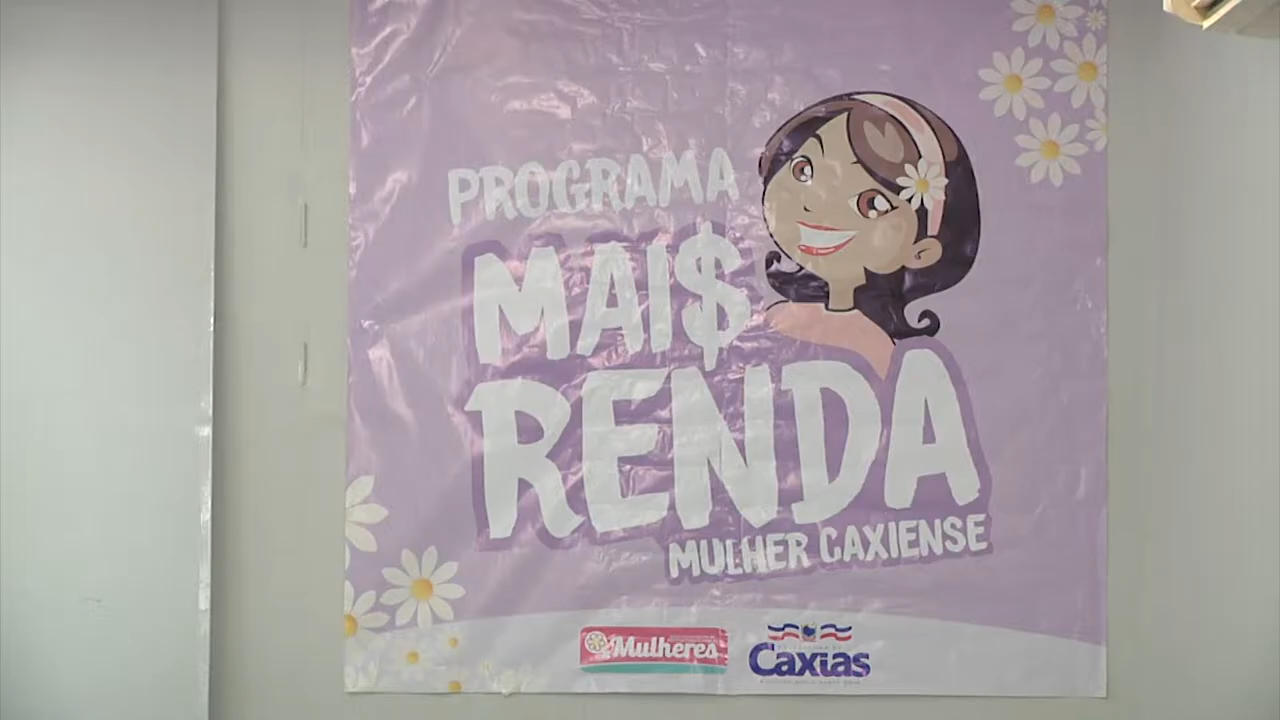 PROGRAMA
MAI$
RENDA
MULHER CAXIENSE
Mulheres
Caxias